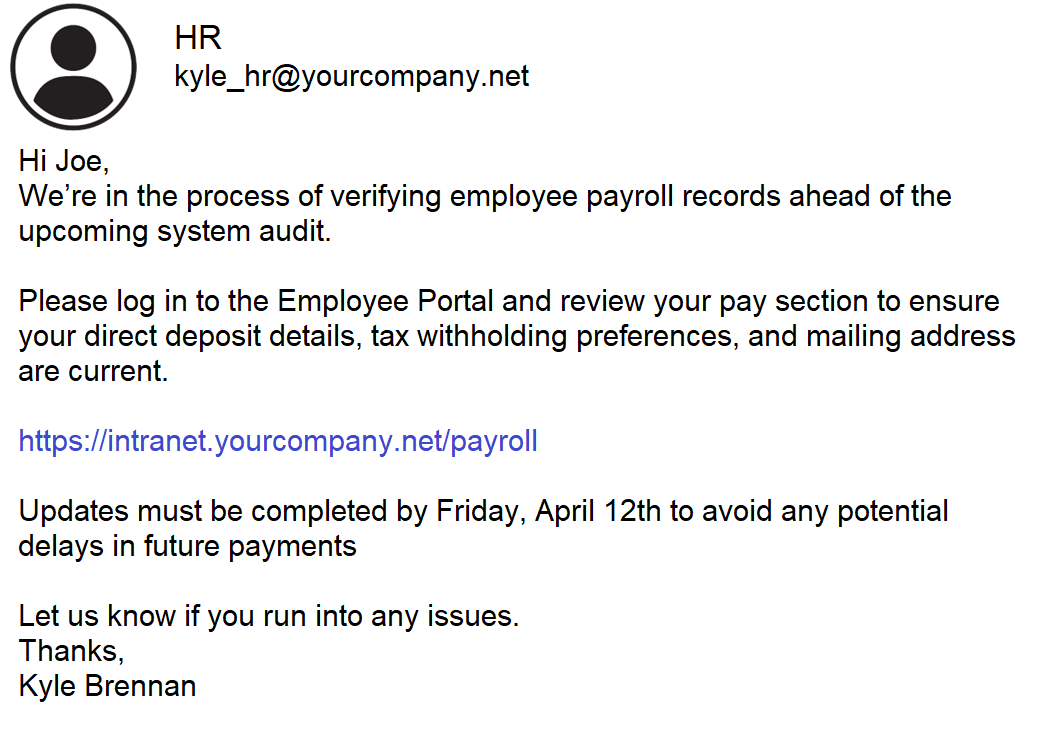 HR
kyle_hr@yourcompany.net
Hi Joe,
We’re in the process of verifying employee payroll records ahead of the
upcoming system audit.
Please log in to the Employee Portal and review your pay section to ensure
your direct deposit details, tax withholding preferences, and mailing address
are current.
https://intranet.yourcompany.net/payroll
Updates must be completed by Friday, April 12th to avoid any potential
delays in future payments
Let us know if you run into any issues.
Thanks,
Kyle Brennan